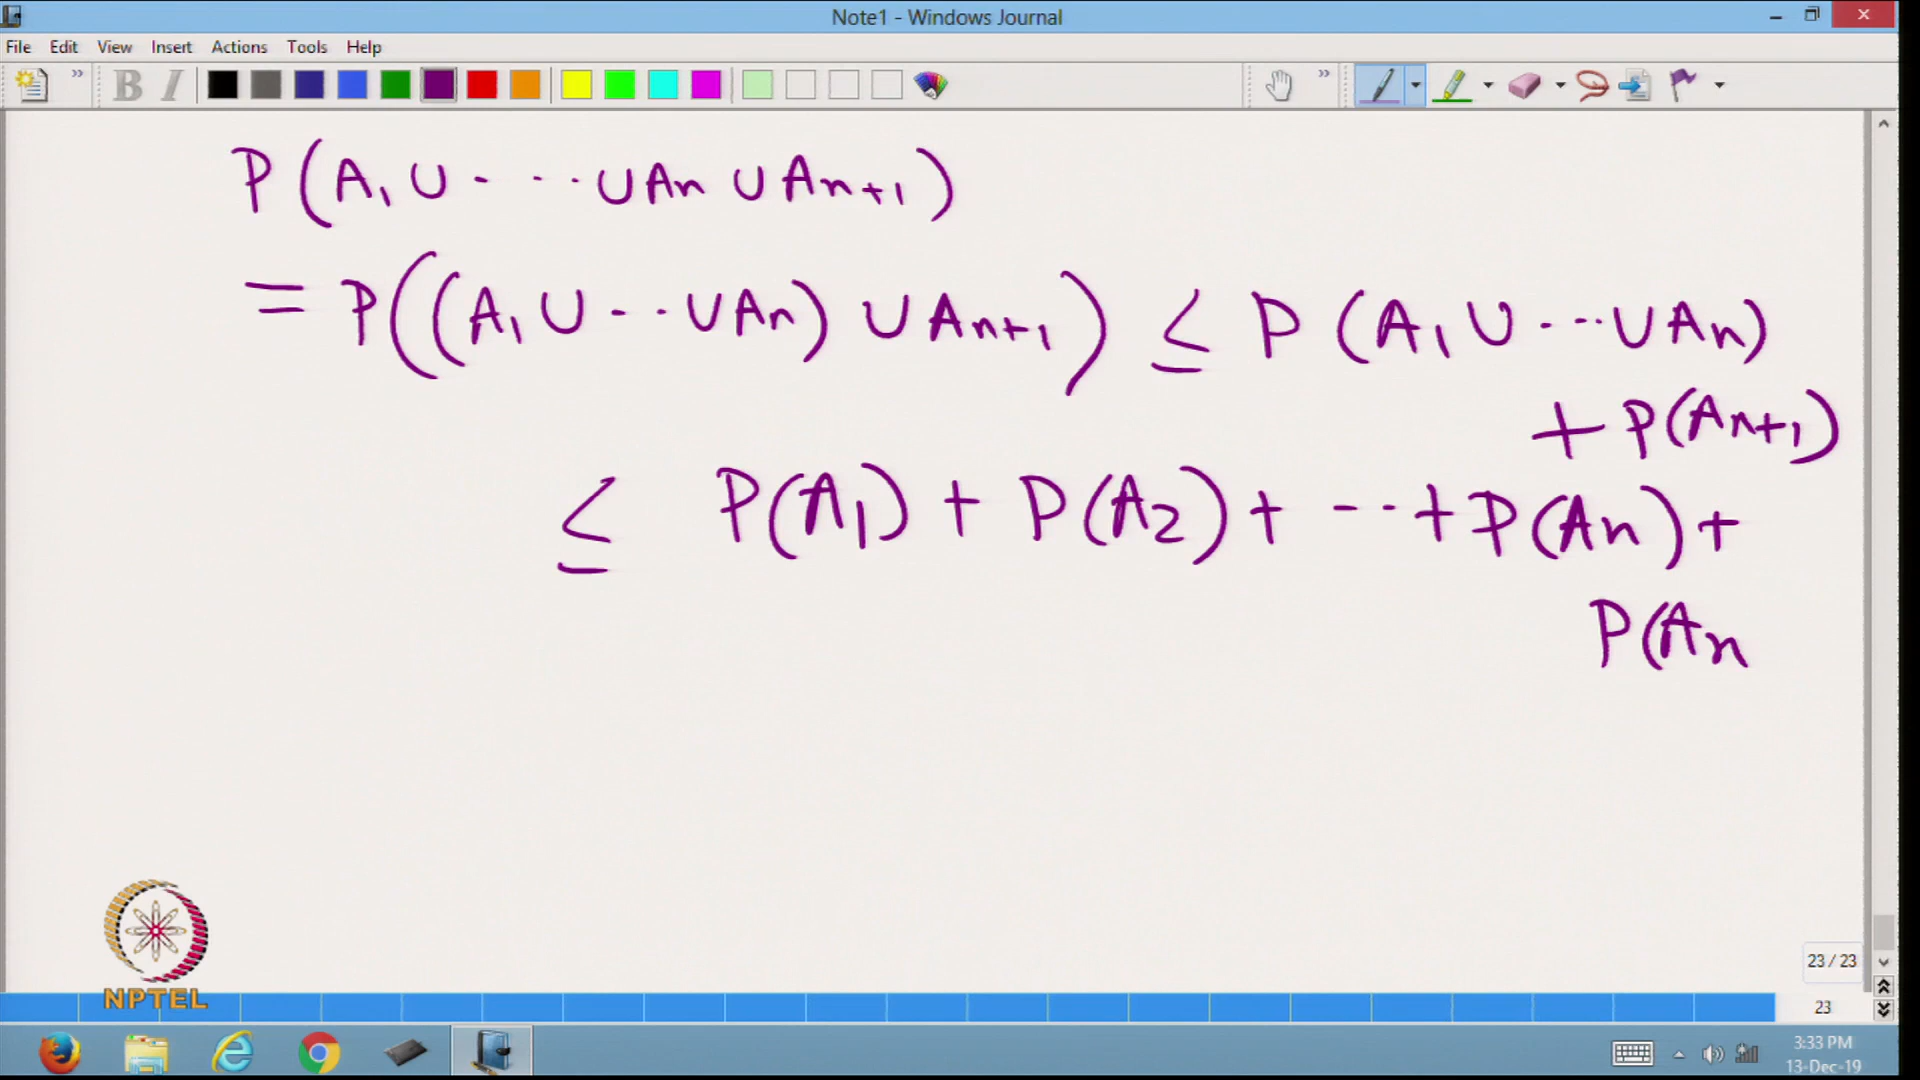 Note1 - Windows Journal
File Edit View Insert Actions Tools Help
B I
P(A₁ ∪ - ... ∪ An ∪ An+1)
= P((A₁ ∪ - ... ∪ An) ∪ An+1) ≤ P(A₁ ∪ ... ∪ An)
+ P(An+1)
≤ P(A₁) + P(A₂) + --- + P(An) +
P(An
NPTEL
23 / 23
23
3:33 PM
13-Dec-19